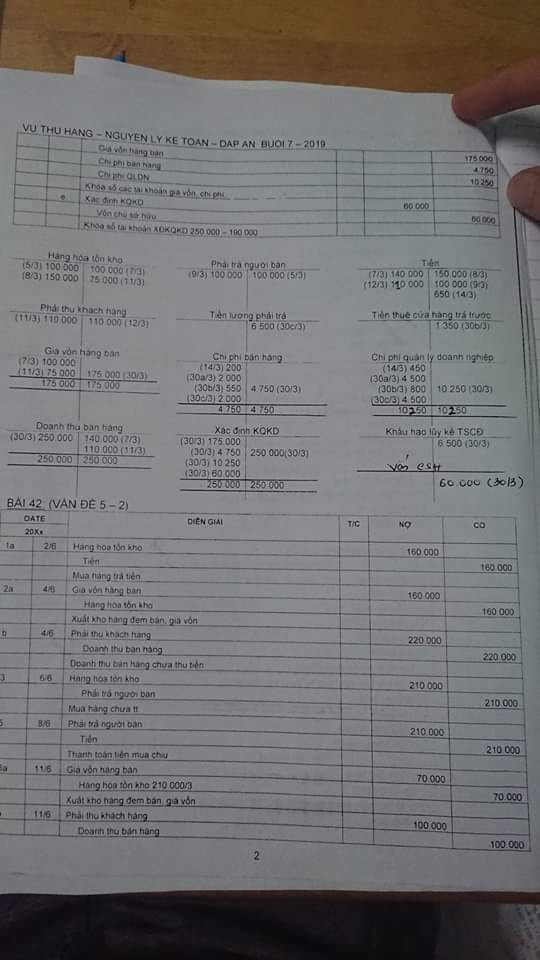 VU THU HANG – NGUYEN LY KE TOAN – DAP AN BUOI 7 – 2019
Giá vốn hàng bán 175 000
Chi phí bán hàng 4 750
Chi phí QLDN 10 250
Khóa sổ các tài khoản giá vốn, chi phí,
e Xác định KQKD 60 000
Vốn chủ sở hữu 60 000
Khóa sổ tài khoản XĐKQKD 250 000 – 190 000
Hàng hóa tồn kho Phải trả người bán Tiền
(5/3) 100 000 100 000 (7/3) (9/3) 100 000 100 000 (5/3) (7/3) 140 000 150 000 (8/3)
(8/3) 150 000 75 000 (11/3) (12/3) 110 000 100 000 (9/3)
650 (14/3)
Phải thu khách hàng Tiền lương phải trả Tiền thuê cửa hàng trả trước
(11/3) 110 000 110 000 (12/3) 6 500 (30c/3) 1 350 (30b/3)
Giá vốn hàng bán Chi phí bán hàng Chi phí quản lý doanh nghiệp
(7/3) 100 000 (14/3) 200 (14/3) 450
(11/3) 75 000 175 000 (30/3) (30a/3) 2 000 (30a/3) 4 500
175 000 175 000 (30b/3) 550 4 750 (30/3) (30b/3) 800 10 250 (30/3)
(30c/3) 2 000 (30c/3) 4 500
4 750 4 750 10250 10250
Doanh thu bán hàng Xác định KQKD Khấu hao lũy kế TSCĐ
(30/3) 250 000 140 000 (7/3) (30/3) 175 000 6 500 (30/3)
110 000 (11/3) (30/3) 4 750 250 000(30/3)
250 000 250 000 (30/3) 10 250 Vốn CSH
(30/3) 60 000 60 000 (30/3)
250 000 250 000
BÀI 42: (VẤN ĐỀ 5 – 2)
DATE DIỄN GIẢI T/C NỢ CÓ
20Xx
1a 2/6 Hàng hóa tồn kho 160 000
Tiền 160 000
Mua hàng trả tiền
2a 4/6 Giá vốn hàng bán 160 000
Hàng hóa tồn kho 160 000
Xuất kho hàng đem bán, giá vốn
b 4/6 Phải thu khách hàng 220 000
Doanh thu bán hàng 220 000
Doanh thu bán hàng chưa thu tiền
3 6/6 Hàng hóa tồn kho 210 000
Phải trả người bán 210 000
Mua hàng chưa tt
5 8/6 Phải trả người bán 210 000
Tiền 210 000
Thanh toán tiền mua chịu
6a 11/6 Giá vốn hàng bán 70 000
Hàng hóa tồn kho 210 000/3 70 000
Xuất kho hàng đem bán, giá vốn
11/6 Phải thu khách hàng 100 000
Doanh thu bán hàng 100 000
2